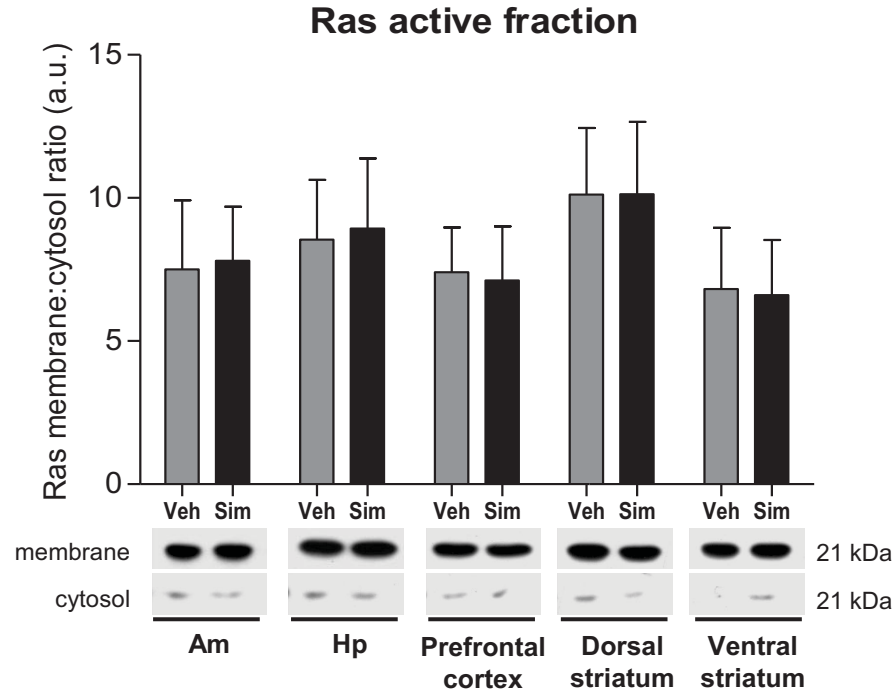 Ras active fraction
Ras membrane:cytosol ratio (a.u.)
15
10
5
0
Veh Sim Veh Sim Veh Sim Veh Sim Veh Sim
membrane 21 kDa
cytosol 21 kDa
Am Hp Prefrontal Dorsal Ventral
cortex striatum striatum